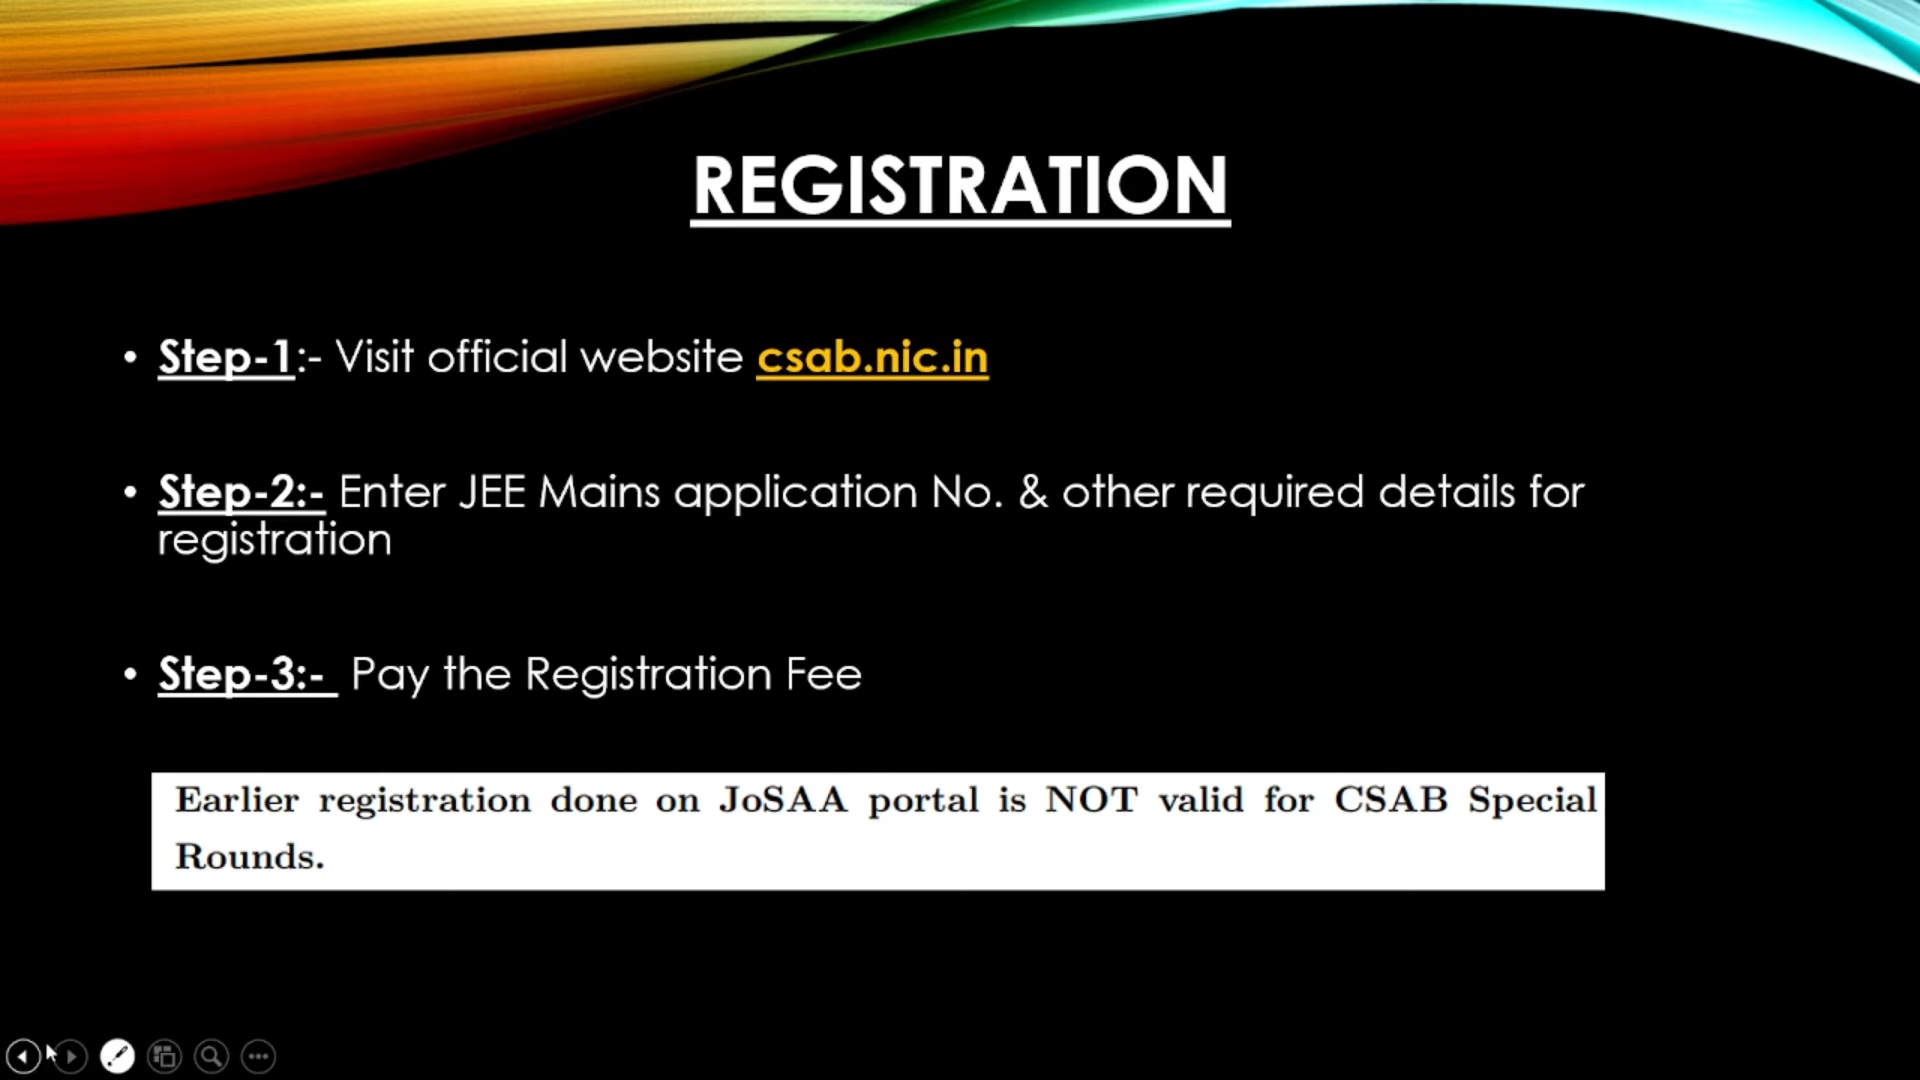 REGISTRATION
• Step-1:- Visit official website csab.nic.in
• Step-2:- Enter JEE Mains application No. & other required details for
registration
• Step-3:- Pay the Registration Fee
Earlier registration done on JoSAA portal is NOT valid for CSAB Special
Rounds.